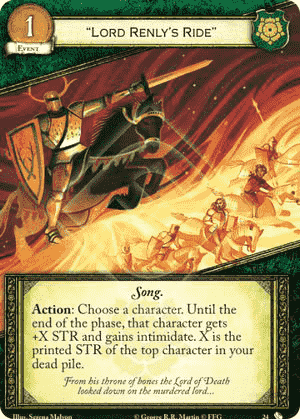 1
EVENT
"LORD RENLY'S RIDE"
Song.
Action: Choose a character. Until the
end of the phase, that character gets
+X STR and gains intimidate. X is the
printed STR of the top character in your
dead pile.
From his throne of bones the Lord of Death
looked down on the murdered lord...
Illus. Serena Malyon © George R.R. Martin © FFG 24